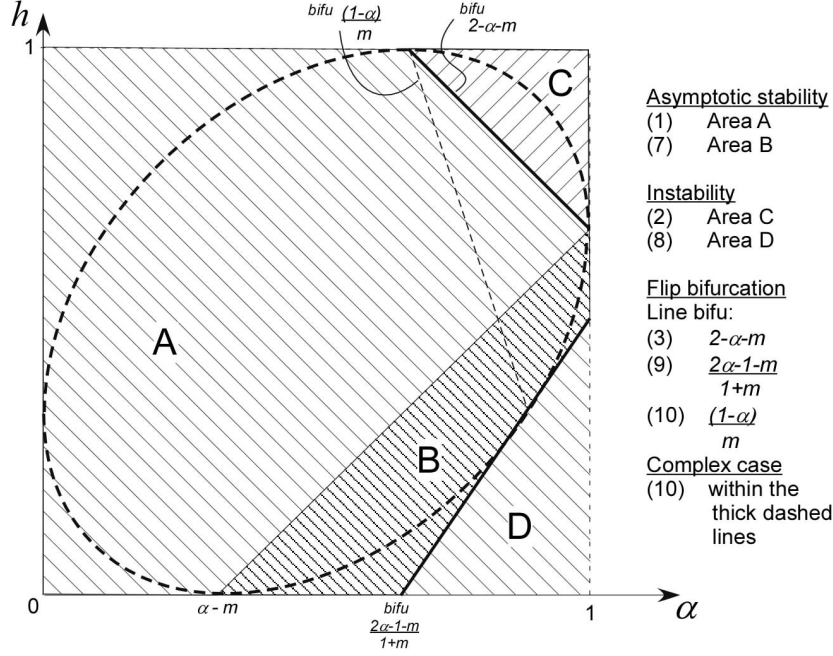 h
bifu (1-α)
m
bifu
2-α-m
1
C
A
B
D
0
α - m
bifu
2α-1-m
1+m
1
α
Asymptotic stability
(1) Area A
(7) Area B
Instability
(2) Area C
(8) Area D
Flip bifurcation
Line bifu:
(3) 2-α-m
(9) 2α-1-m
1+m
(10) (1-α)
m
Complex case
(10) within the
thick dashed
lines